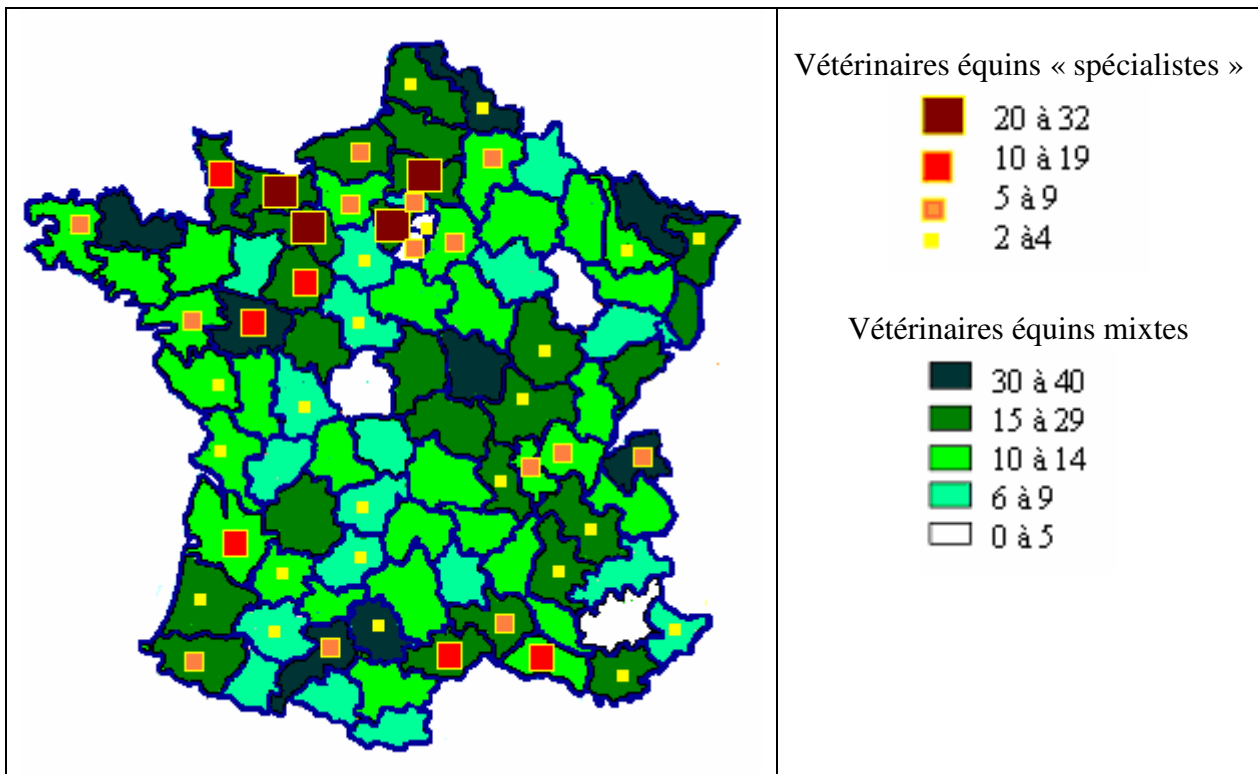 Vétérinaires équins « spécialistes »
20 à 32
10 à 19
5 à 9
2 à4
Vétérinaires équins mixtes
30 à 40
15 à 29
10 à 14
6 à 9
0 à 5